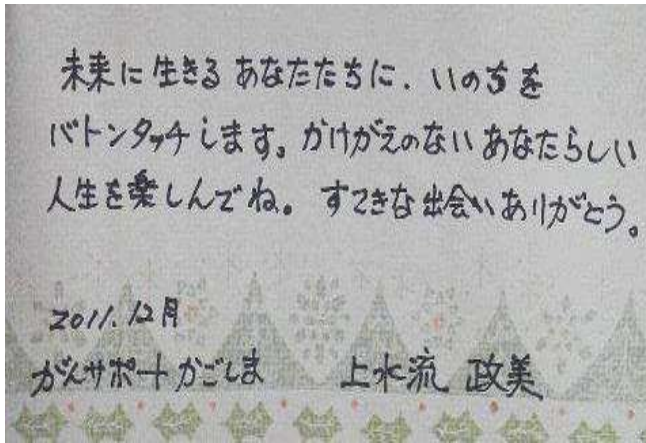 未来に生きるあなたたちに、いのちを
バトンタッチします。かけがえのないあなたらしい
人生を楽しんでね。すてきな出会いありがとう。
2011.12月
がんサポートかごしま 上水流 政美